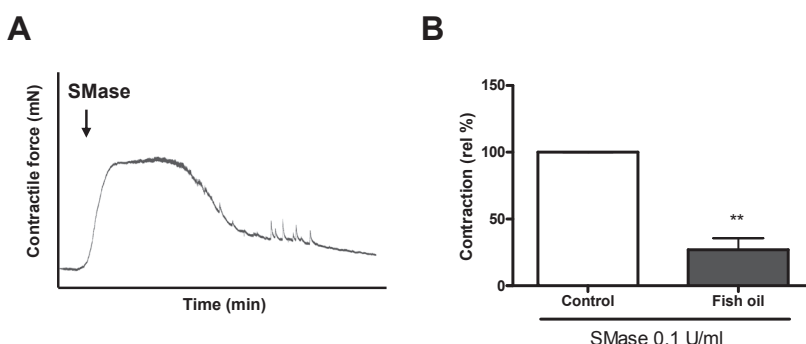 A
SMase
Contractile force (mN)
Time (min)
B
150
100
50
0
Contraction (rel %)
**
Control
Fish oil
SMase 0.1 U/ml